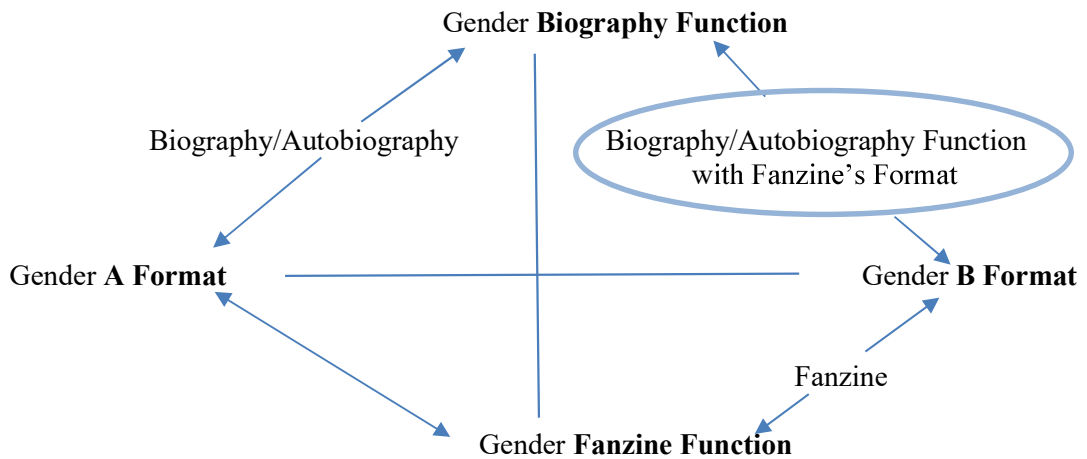 Gender Biography Function
Biography/Autobiography
Biography/Autobiography Function
with Fanzine’s Format
Gender A Format
Gender B Format
Fanzine
Gender Fanzine Function